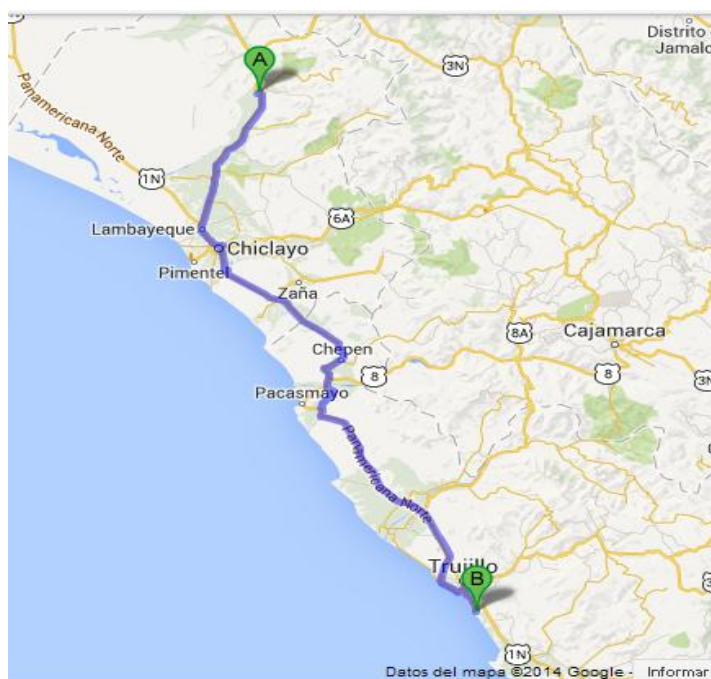 Distrito
Jamalo
3N
A
Panamericana Norte
1N
6A
Lambayeque
Chiclayo
Pimentel
Zaña
8A
Cajamarca
Chepen
8
8
3N
Pacasmayo
Panamericana Norte
Trujillo
B
1N
Datos del mapa ©2014 Google - Informar